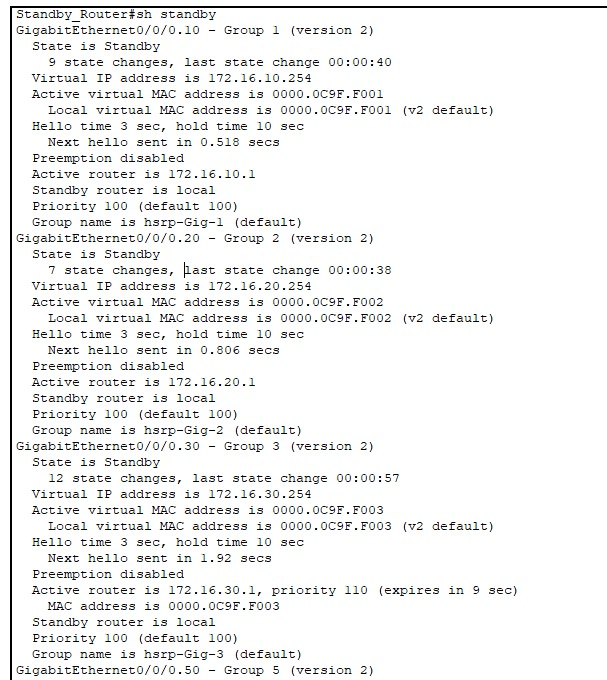 Standby_Router#sh standby
GigabitEthernet0/0/0.10 - Group 1 (version 2)
State is Standby
9 state changes, last state change 00:00:40
Virtual IP address is 172.16.10.254
Active virtual MAC address is 0000.0C9F.F001
Local virtual MAC address is 0000.0C9F.F001 (v2 default)
Hello time 3 sec, hold time 10 sec
Next hello sent in 0.518 secs
Preemption disabled
Active router is 172.16.10.1
Standby router is local
Priority 100 (default 100)
Group name is hsrp-Gig-1 (default)
GigabitEthernet0/0/0.20 - Group 2 (version 2)
State is Standby
7 state changes, last state change 00:00:38
Virtual IP address is 172.16.20.254
Active virtual MAC address is 0000.0C9F.F002
Local virtual MAC address is 0000.0C9F.F002 (v2 default)
Hello time 3 sec, hold time 10 sec
Next hello sent in 0.806 secs
Preemption disabled
Active router is 172.16.20.1
Standby router is local
Priority 100 (default 100)
Group name is hsrp-Gig-2 (default)
GigabitEthernet0/0/0.30 - Group 3 (version 2)
State is Standby
12 state changes, last state change 00:00:57
Virtual IP address is 172.16.30.254
Active virtual MAC address is 0000.0C9F.F003
Local virtual MAC address is 0000.0C9F.F003 (v2 default)
Hello time 3 sec, hold time 10 sec
Next hello sent in 1.92 secs
Preemption disabled
Active router is 172.16.30.1, priority 110 (expires in 9 sec)
MAC address is 0000.0C9F.F003
Standby router is local
Priority 100 (default 100)
Group name is hsrp-Gig-3 (default)
GigabitEthernet0/0/0.50 - Group 5 (version 2)